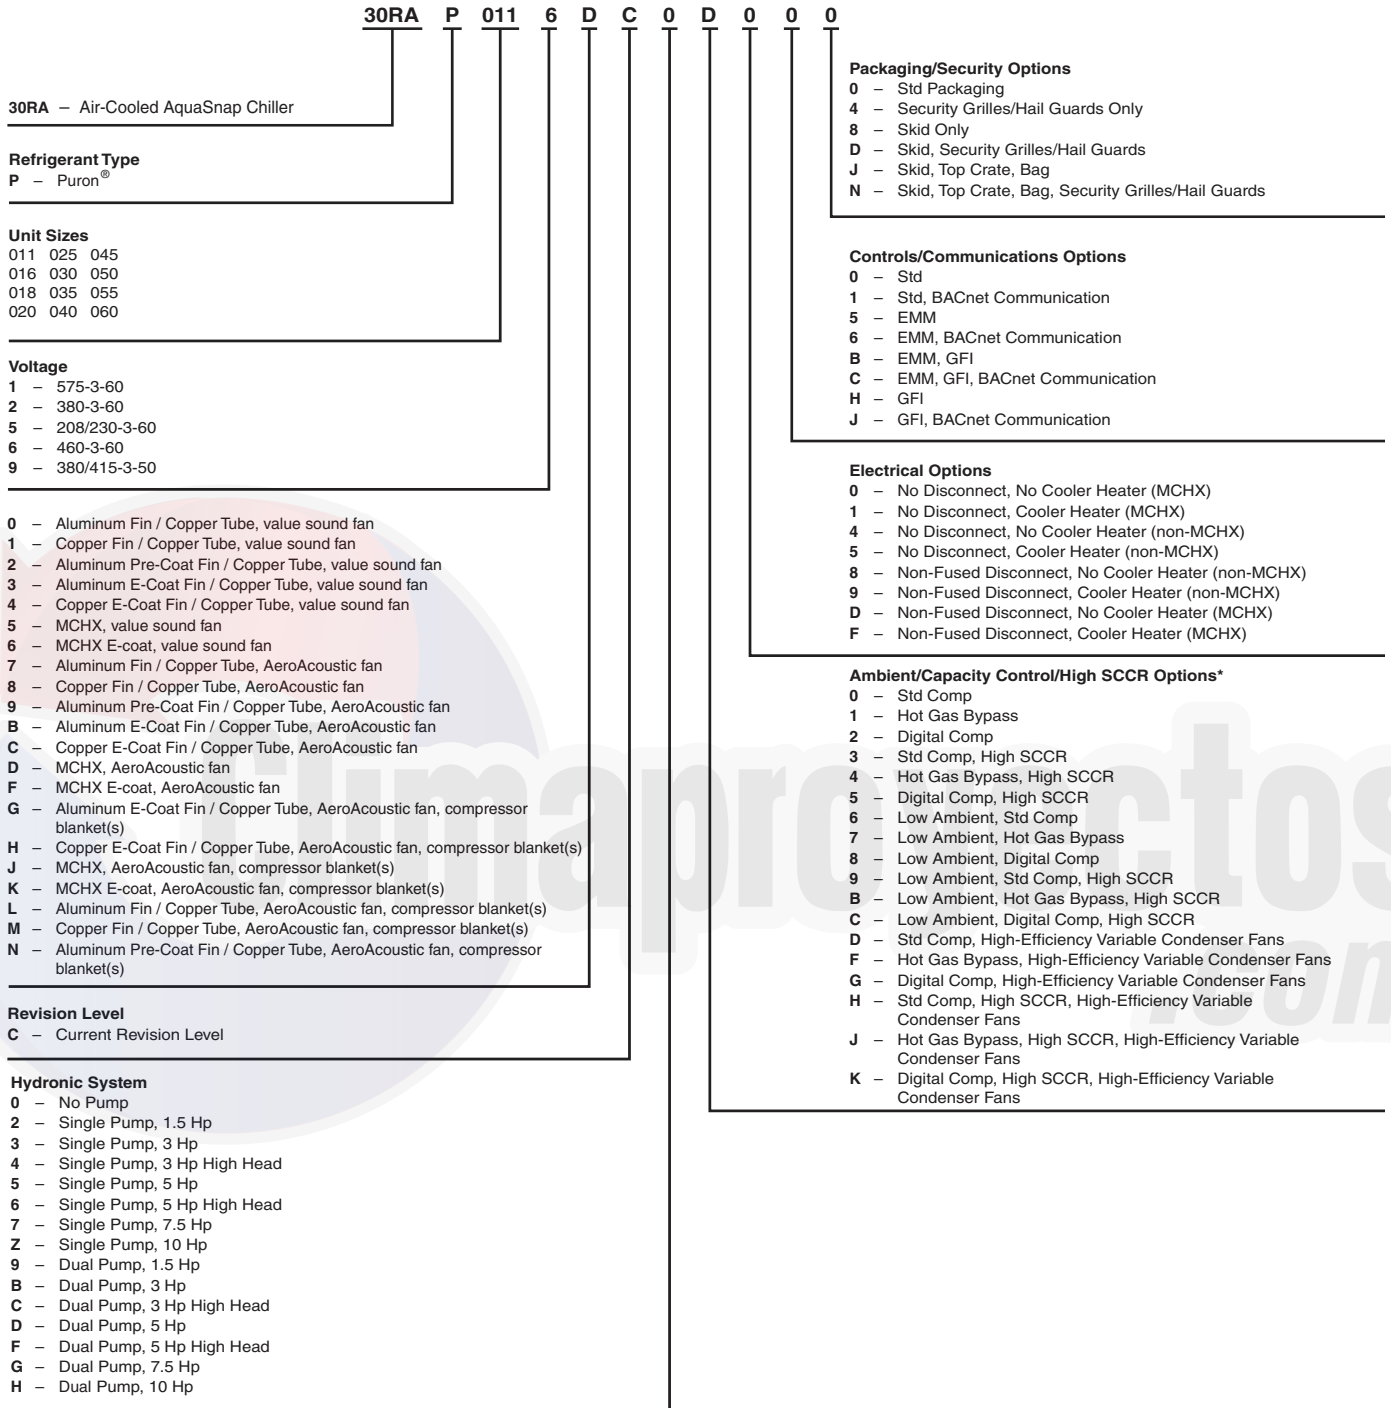 30RA P 011 6 D C 0 D 0 0 0
30RA – Air-Cooled AquaSnap Chiller
Refrigerant Type
P – Puron®
Unit Sizes
011 025 045
016 030 050
018 035 055
020 040 060
Voltage
1 – 575-3-60
2 – 380-3-60
5 – 208/230-3-60
6 – 460-3-60
9 – 380/415-3-50
0 – Aluminum Fin / Copper Tube, value sound fan
1 – Copper Fin / Copper Tube, value sound fan
2 – Aluminum Pre-Coat Fin / Copper Tube, value sound fan
3 – Aluminum E-Coat Fin / Copper Tube, value sound fan
4 – Copper E-Coat Fin / Copper Tube, value sound fan
5 – MCHX, value sound fan
6 – MCHX E-coat, value sound fan
7 – Aluminum Fin / Copper Tube, AeroAcoustic fan
8 – Copper Fin / Copper Tube, AeroAcoustic fan
9 – Aluminum Pre-Coat Fin / Copper Tube, AeroAcoustic fan
B – Aluminum E-Coat Fin / Copper Tube, AeroAcoustic fan
C – Copper E-Coat Fin / Copper Tube, AeroAcoustic fan
D – MCHX, AeroAcoustic fan
F – MCHX E-coat, AeroAcoustic fan
G – Aluminum E-Coat Fin / Copper Tube, AeroAcoustic fan, compressor
blanket(s)
H – Copper E-Coat Fin / Copper Tube, AeroAcoustic fan, compressor blanket(s)
J – MCHX, AeroAcoustic fan, compressor blanket(s)
K – MCHX E-coat, AeroAcoustic fan, compressor blanket(s)
L – Aluminum Fin / Copper Tube, AeroAcoustic fan, compressor blanket(s)
M – Copper Fin / Copper Tube, AeroAcoustic fan, compressor blanket(s)
N – Aluminum Pre-Coat Fin / Copper Tube, AeroAcoustic fan, compressor
blanket(s)
Revision Level
C – Current Revision Level
Hydronic System
0 – No Pump
2 – Single Pump, 1.5 Hp
3 – Single Pump, 3 Hp
4 – Single Pump, 3 Hp High Head
5 – Single Pump, 5 Hp
6 – Single Pump, 5 Hp High Head
7 – Single Pump, 7.5 Hp
Z – Single Pump, 10 Hp
9 – Dual Pump, 1.5 Hp
B – Dual Pump, 3 Hp
C – Dual Pump, 3 Hp High Head
D – Dual Pump, 5 Hp
F – Dual Pump, 5 Hp High Head
G – Dual Pump, 7.5 Hp
H – Dual Pump, 10 Hp
Packaging/Security Options
0 – Std Packaging
4 – Security Grilles/Hail Guards Only
8 – Skid Only
D – Skid, Security Grilles/Hail Guards
J – Skid, Top Crate, Bag
N – Skid, Top Crate, Bag, Security Grilles/Hail Guards
Controls/Communications Options
0 – Std
1 – Std, BACnet Communication
5 – EMM
6 – EMM, BACnet Communication
B – EMM, GFI
C – EMM, GFI, BACnet Communication
H – GFI
J – GFI, BACnet Communication
Electrical Options
0 – No Disconnect, No Cooler Heater (MCHX)
1 – No Disconnect, Cooler Heater (MCHX)
4 – No Disconnect, No Cooler Heater (non-MCHX)
5 – No Disconnect, Cooler Heater (non-MCHX)
8 – Non-Fused Disconnect, No Cooler Heater (non-MCHX)
9 – Non-Fused Disconnect, Cooler Heater (non-MCHX)
D – Non-Fused Disconnect, No Cooler Heater (MCHX)
F – Non-Fused Disconnect, Cooler Heater (MCHX)
Ambient/Capacity Control/High SCCR Options*
0 – Std Comp
1 – Hot Gas Bypass
2 – Digital Comp
3 – Std Comp, High SCCR
4 – Hot Gas Bypass, High SCCR
5 – Digital Comp, High SCCR
6 – Low Ambient, Std Comp
7 – Low Ambient, Hot Gas Bypass
8 – Low Ambient, Digital Comp
9 – Low Ambient, Std Comp, High SCCR
B – Low Ambient, Hot Gas Bypass, High SCCR
C – Low Ambient, Digital Comp, High SCCR
D – Std Comp, High-Efficiency Variable Condenser Fans
F – Hot Gas Bypass, High-Efficiency Variable Condenser Fans
G – Digital Comp, High-Efficiency Variable Condenser Fans
H – Std Comp, High SCCR, High-Efficiency Variable
Condenser Fans
J – Hot Gas Bypass, High SCCR, High-Efficiency Variable
Condenser Fans
K – Digital Comp, High SCCR, High-Efficiency Variable
Condenser Fans
Climaproyectos
.com